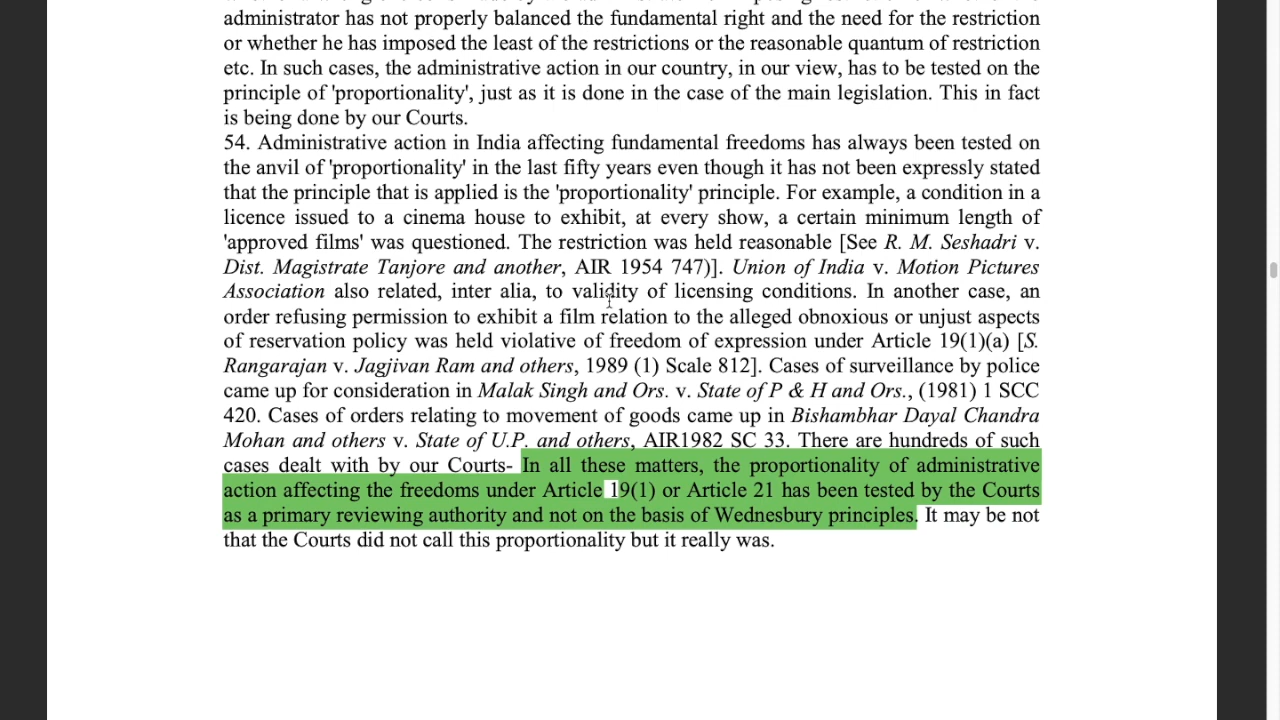 administrator has not properly balanced the fundamental right and the need for the restriction
or whether he has imposed the least of the restrictions or the reasonable quantum of restriction
etc. In such cases, the administrative action in our country, in our view, has to be tested on the
principle of 'proportionality', just as it is done in the case of the main legislation. This in fact
is being done by our Courts.
54. Administrative action in India affecting fundamental freedoms has always been tested on
the anvil of 'proportionality' in the last fifty years even though it has not been expressly stated
that the principle that is applied is the 'proportionality' principle. For example, a condition in a
licence issued to a cinema house to exhibit, at every show, a certain minimum length of
'approved films' was questioned. The restriction was held reasonable [See R. M. Seshadri v.
Dist. Magistrate Tanjore and another, AIR 1954 747)]. Union of India v. Motion Pictures
Association also related, inter alia, to validity of licensing conditions. In another case, an
order refusing permission to exhibit a film relation to the alleged obnoxious or unjust aspects
of reservation policy was held violative of freedom of expression under Article 19(1)(a) [S.
Rangarajan v. Jagjivan Ram and others, 1989 (1) Scale 812]. Cases of surveillance by police
came up for consideration in Malak Singh and Ors. v. State of P & H and Ors., (1981) 1 SCC
420. Cases of orders relating to movement of goods came up in Bishambhar Dayal Chandra
Mohan and others v. State of U.P. and others, AIR1982 SC 33. There are hundreds of such
cases dealt with by our Courts- In all these matters, the proportionality of administrative
action affecting the freedoms under Article 19(1) or Article 21 has been tested by the Courts
as a primary reviewing authority and not on the basis of Wednesbury principles. It may be not
that the Courts did not call this proportionality but it really was.